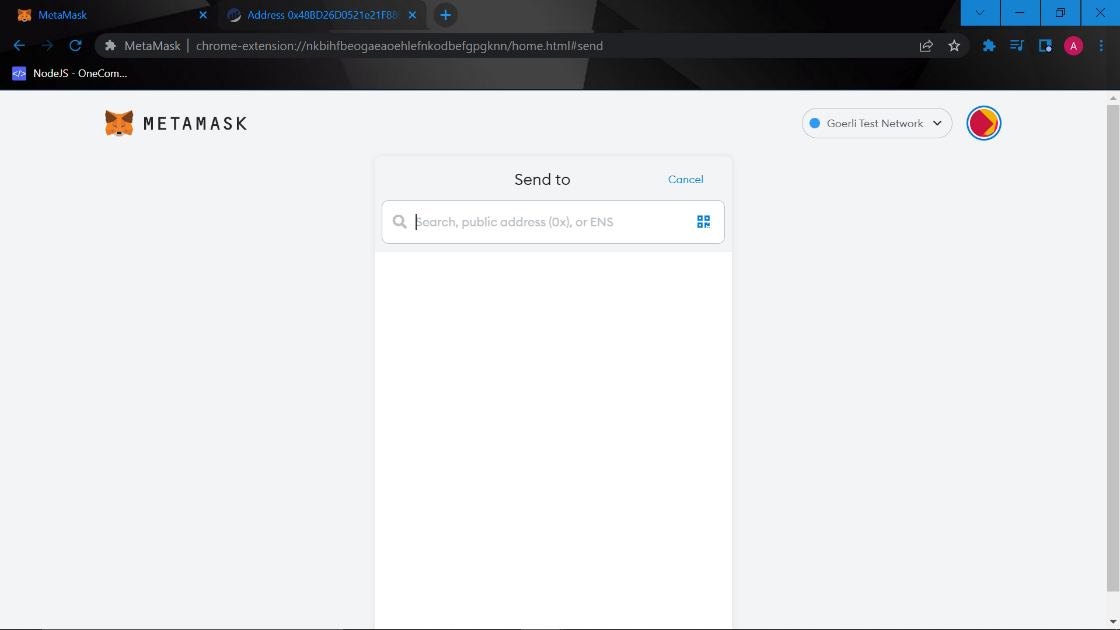 MetaMask
Address 0x48BD26D0521e21F88
MetaMask
chrome-extension://nkbihfbeogaeaoehlefnkodbefgpgknn/home.html#send
A
</> NodeJS - OneCom...
METAMASK
Goerli Test Network
Send to
Cancel
Search, public address (0x), or ENS